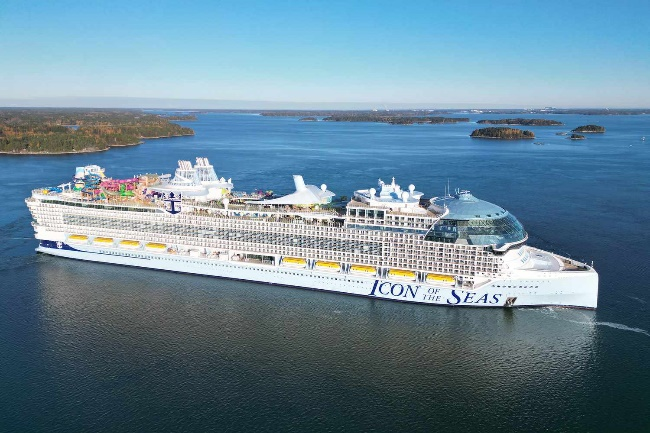 ICON OF THE SEAS